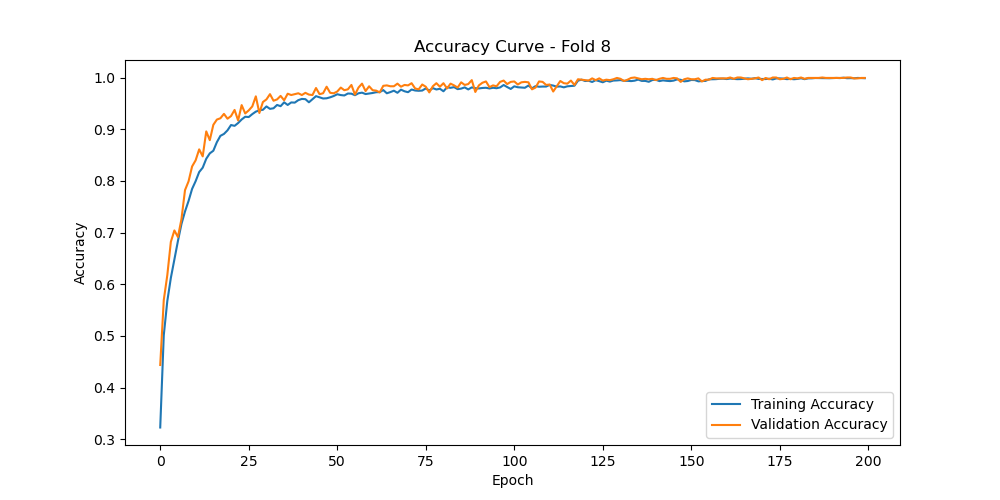 Accuracy Curve - Fold 8
Accuracy
1.0
0.9
0.8
0.7
0.6
0.5
0.4
0.3
0 25 50 75 100 125 150 175 200
Epoch
Training Accuracy
Validation Accuracy